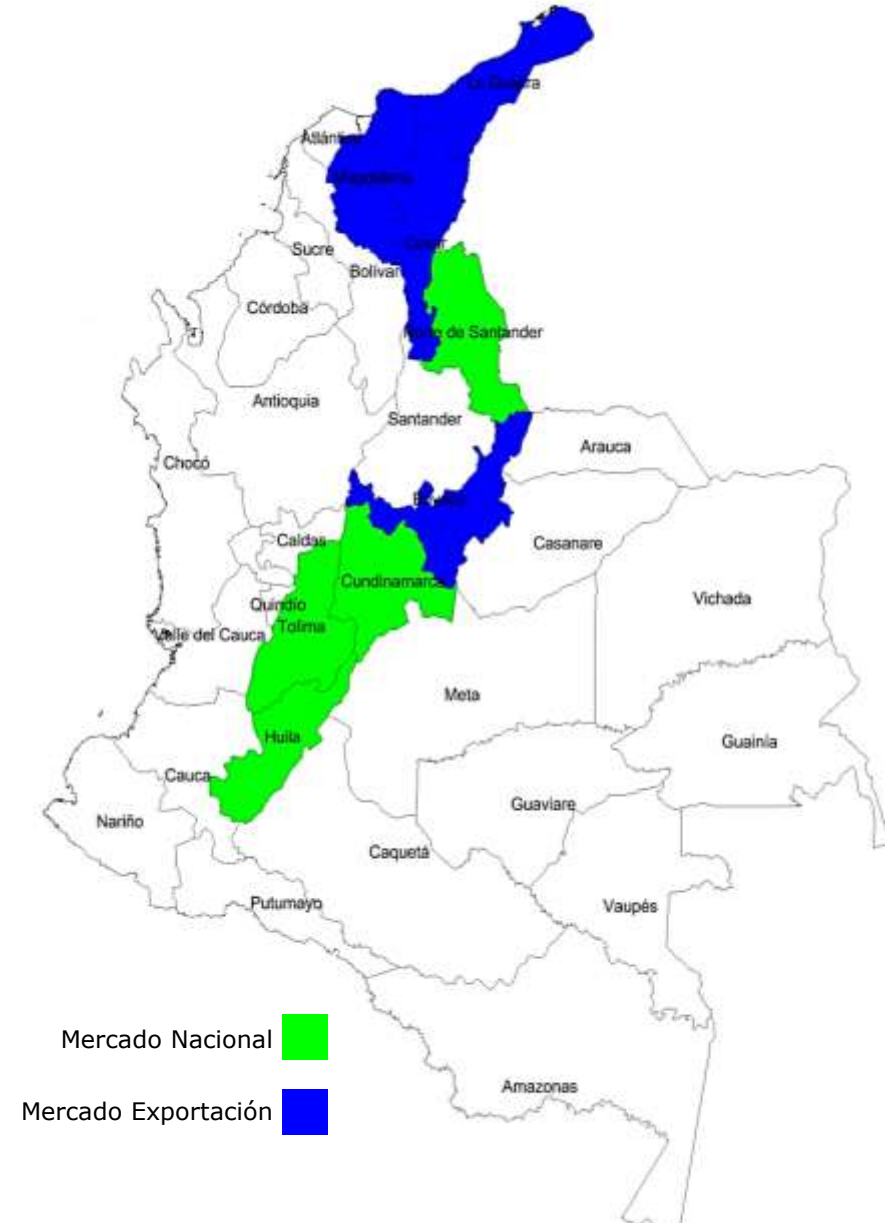 La Guajira
Atlántico
Magdalena
Cesar
Sucre
Bolívar
Córdoba
Norte de Santander
Antioquia
Santander
Arauca
Chocó
Boyacá
Caldas
Casanare
Cundinamarca
Vichada
Quindío
Tolima
Valle del Cauca
Meta
Huila
Guainía
Cauca
Guaviare
Nariño
Caquetá
Putumayo
Vaupés
Mercado Nacional
Amazonas
Mercado Exportación